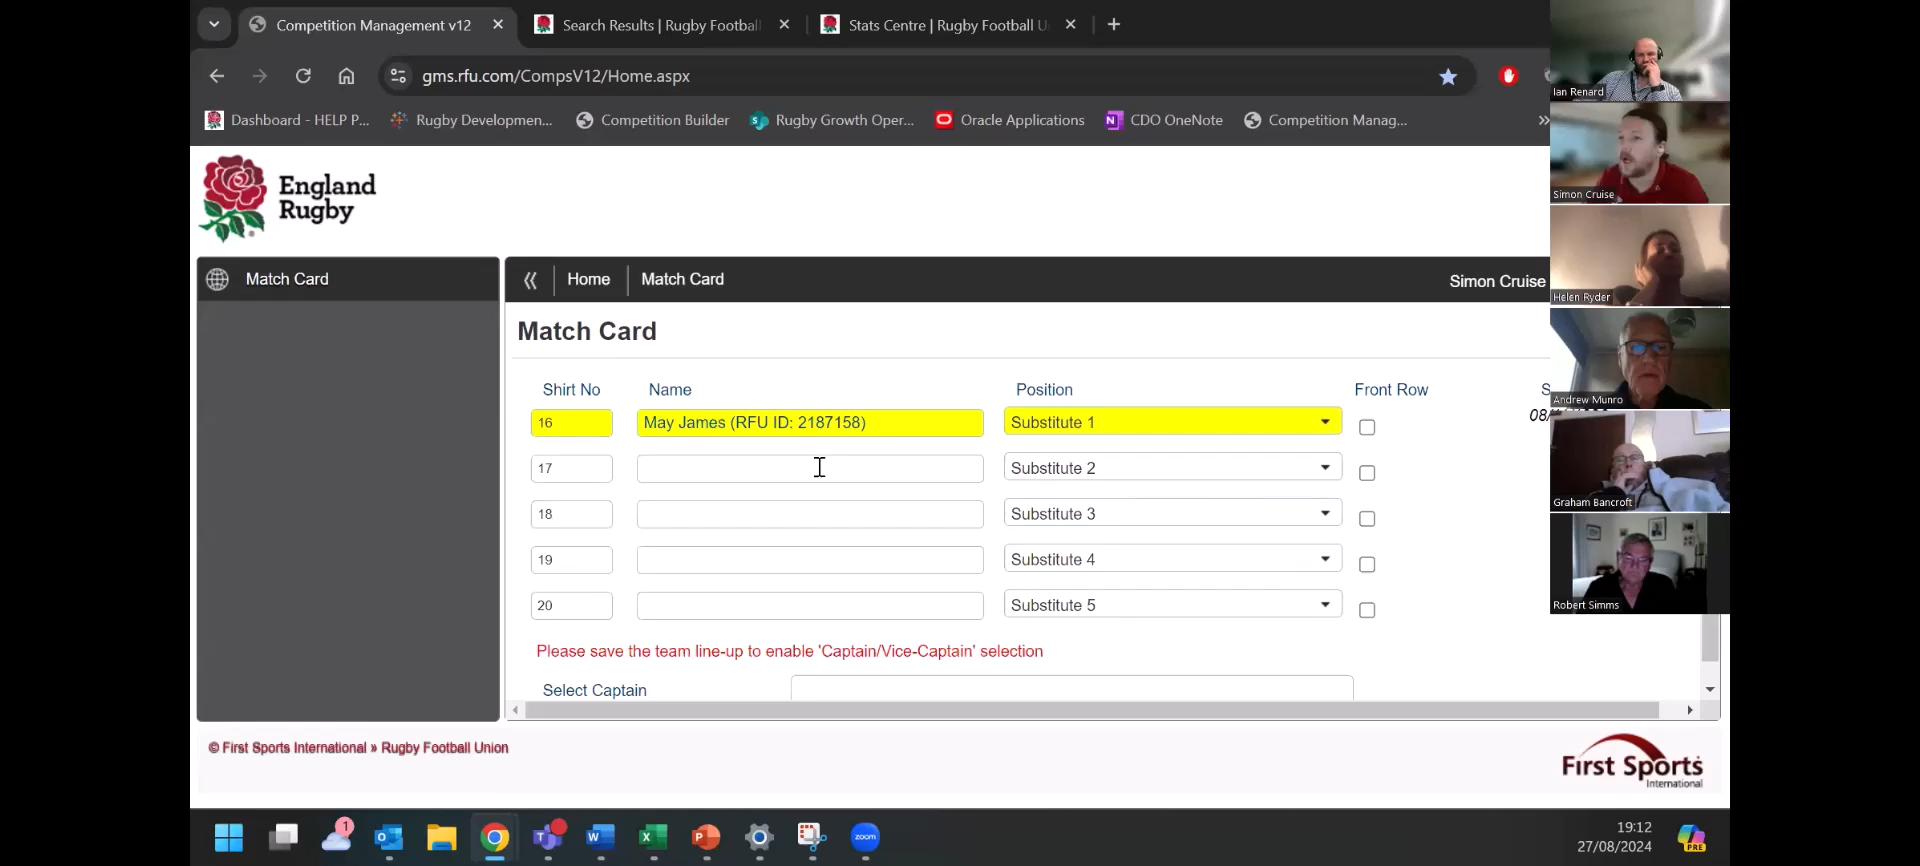 Competition Management v12
Search Results | Rugby Football
Stats Centre | Rugby Football U
gms.rfu.com/CompsV12/Home.aspx
Dashboard - HELP P...
Rugby Developmen...
Competition Builder
Rugby Growth Oper...
Oracle Applications
CDO OneNote
Competition Manag...
England
Rugby
Match Card
Home
Match Card
Simon Cruise
Match Card
Shirt No
Name
Position
Front Row
S
16
May James (RFU ID: 2187158)
Substitute 1
08/
17
Substitute 2
18
Substitute 3
19
Substitute 4
20
Substitute 5
Please save the team line-up to enable 'Captain/Vice-Captain' selection
Select Captain
© First Sports International » Rugby Football Union
First Sports
International
Ian Renard
Simon Cruise
Helen Ryder
Andrew Munro
Graham Bancroft
Robert Simms
1
zoom
19:12
27/08/2024
PRE